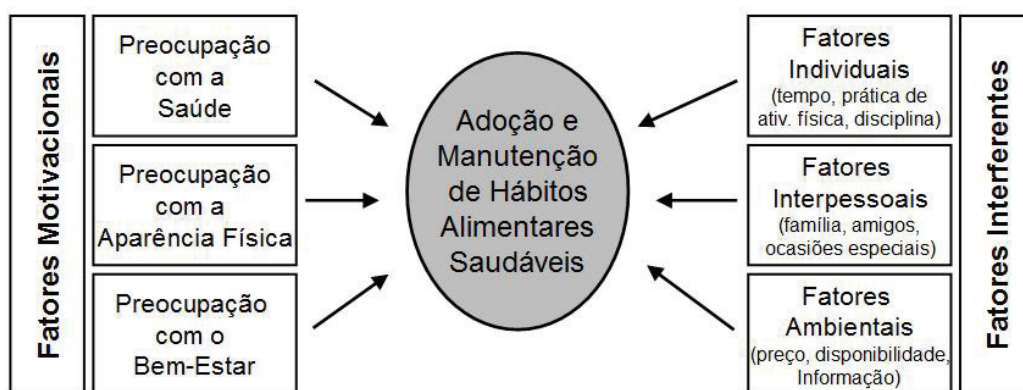 Fatores Motivacionais
Preocupação
com a
Saúde
Preocupação
com a
Aparência Física
Preocupação
com o
Bem-Estar
Adoção e
Manutenção
de Hábitos
Alimentares
Saudáveis
Fatores
Individuais
(tempo, prática de
ativ. física, disciplina)
Fatores
Interpessoais
(família, amigos,
ocasiões especiais)
Fatores
Ambientais
(preço, disponibilidade,
Informação)
Fatores Interferentes